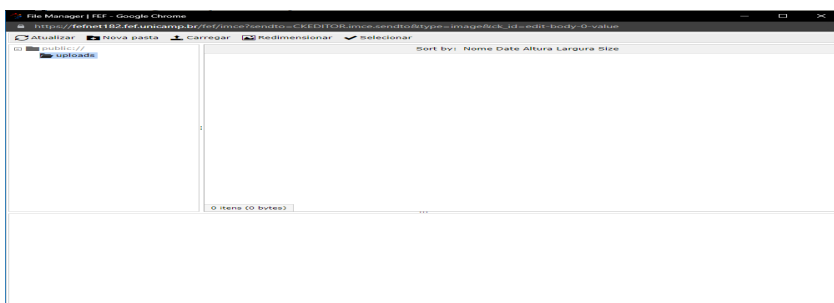 File Manager | FEF - Google Chrome
https://fefnet182.fef.unicamp.br/fef/imce?sendto=CKEDITOR.imce.sendto&type=image&ck_id=edit-body-0-value
Atualizar Nova pasta Carregar Redimensionar Selecionar
public://
uploads
Sort by: Nome Date Altura Largura Size
0 itens (0 bytes)